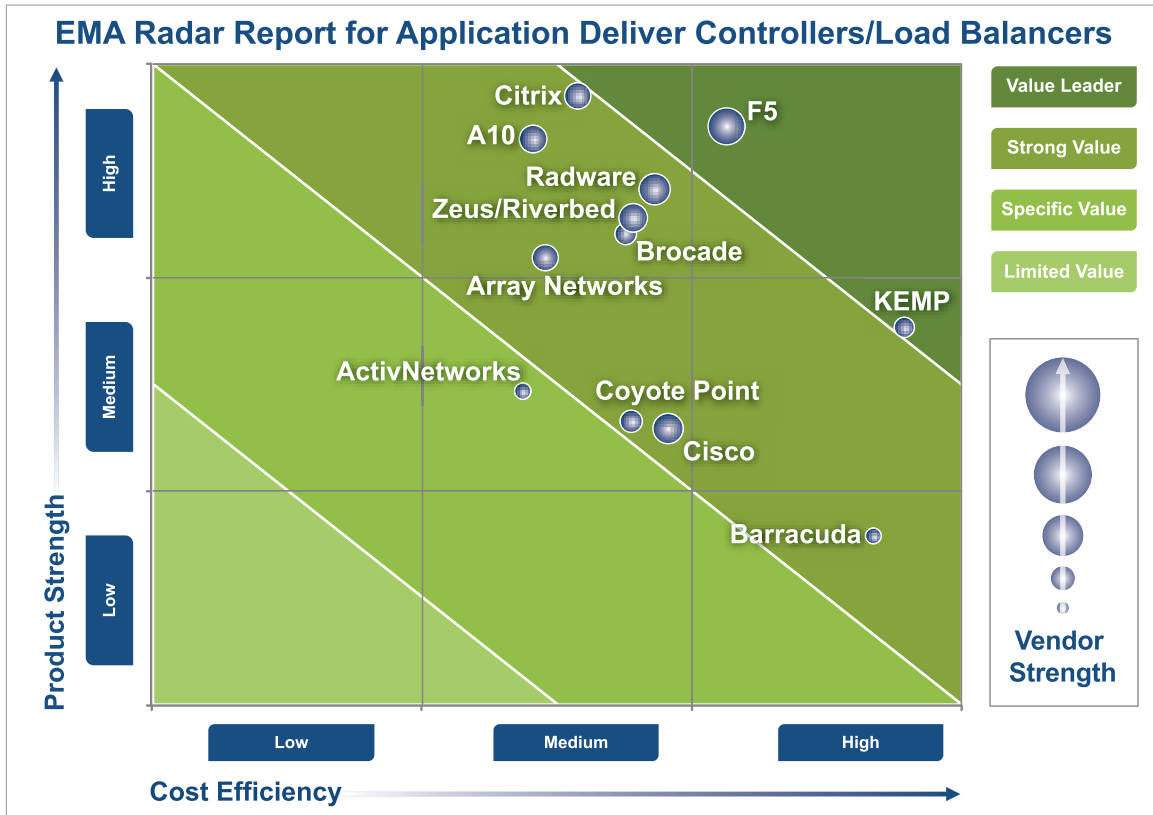 EMA Radar Report for Application Deliver Controllers/Load Balancers
Value Leader
Strong Value
Specific Value
Limited Value
Citrix
F5
A10
Radware
Zeus/Riverbed
Brocade
Array Networks
KEMP
ActivNetworks
Coyote Point
Cisco
Barracuda
High
Medium
Low
Product Strength
Vendor
Strength
Low
Medium
High
Cost Efficiency